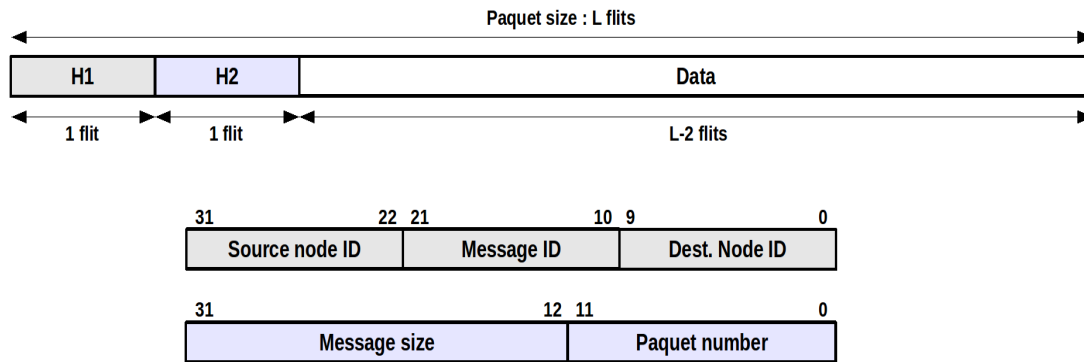 Paquet size : L flits
H1 H2 Data
1 flit 1 flit L-2 flits
31 22 21 10 9 0
Source node ID Message ID Dest. Node ID
31 12 11 0
Message size Paquet number